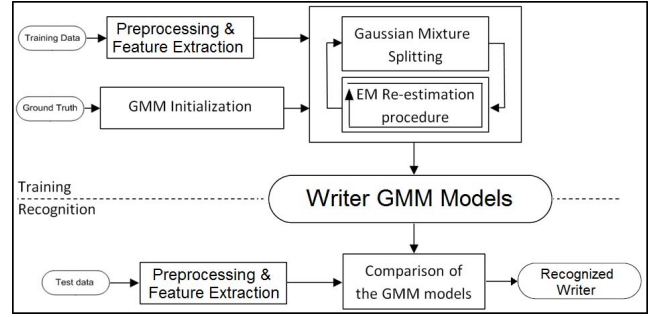 Training Data
Preprocessing &
Feature Extraction
Gaussian Mixture
Splitting
Ground Truth
GMM Initialization
EM Re-estimation
procedure
Training
Writer GMM Models
Recognition
Test data
Preprocessing &
Feature Extraction
Comparison of
the GMM models
Recognized
Writer